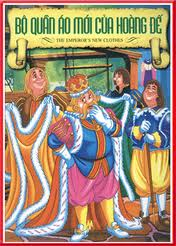 BỘ QUẦN ÁO MỚI CỦA HOÀNG ĐẾ
THE EMPEROR'S NEW CLOTHES